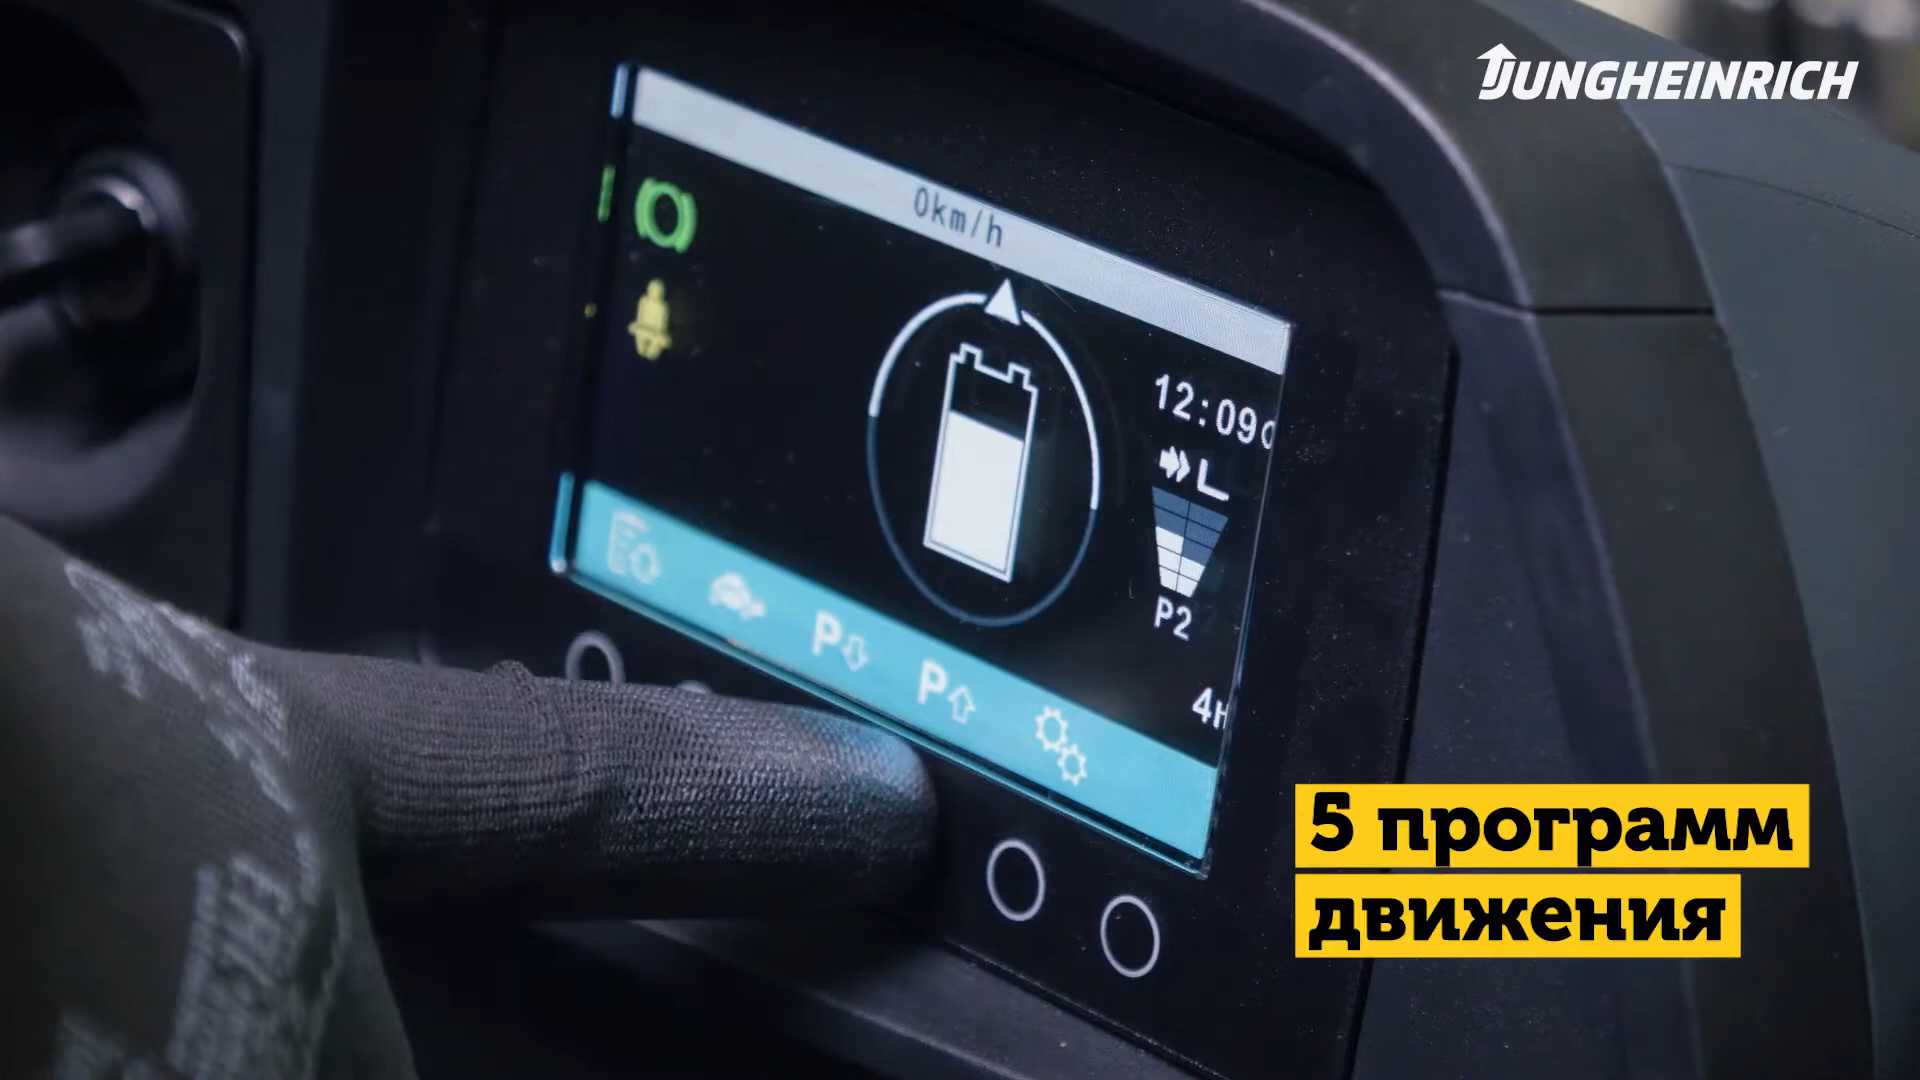 JUNGHEINRICH
0km/h
12:09
L
P2
P
P
4H
5 программ
движения